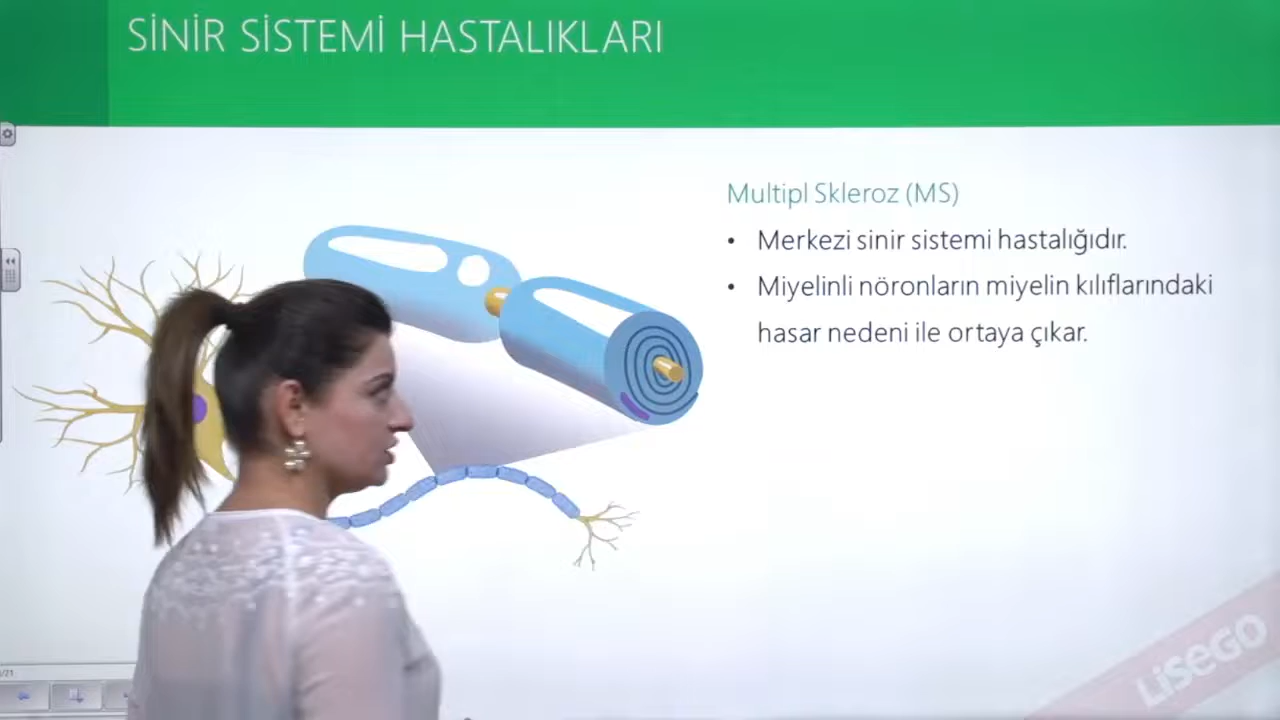 SİNİR SİSTEMİ HASTALIKLARI
Multipl Skleroz (MS)
• Merkezi sinir sistemi hastalığıdır.
• Miyelinli nöronların miyelin kılıflarındaki
hasar nedeni ile ortaya çıkar.
/21
LiSEGO